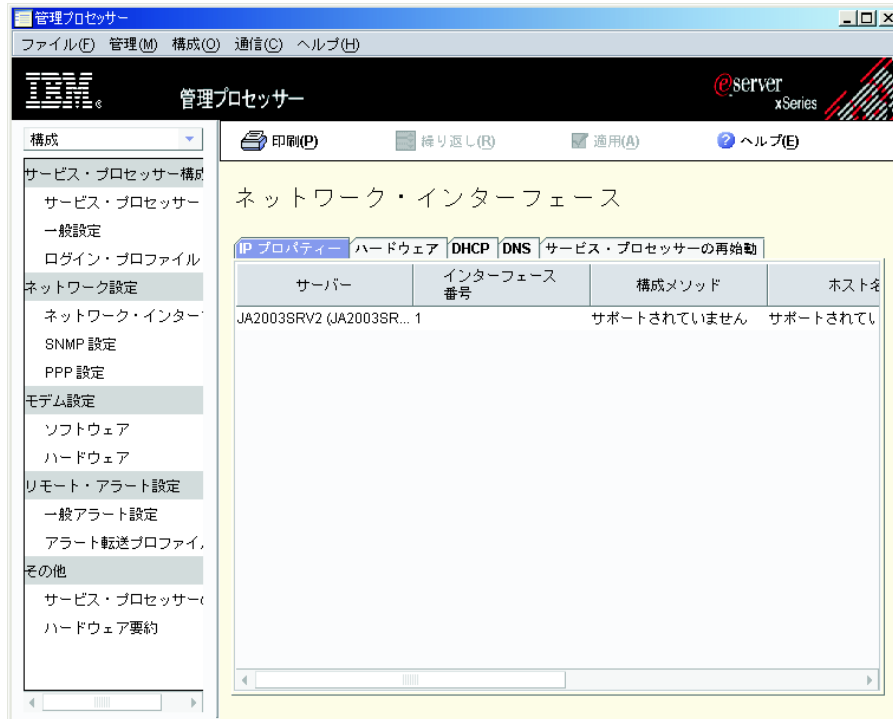 管理プロセッサー
ファイル(F) 管理(M) 構成(O) 通信(C) ヘルプ(H)
IBM® 管理プロセッサー
eserver
xSeries
構成
印刷(P) 繰り返し(R) 適用(A) ヘルプ(E)
サービス・プロセッサー構成
サービス・プロセッサー
一般設定
ログイン・プロファイル
ネットワーク設定
ネットワーク・インター
SNMP 設定
PPP 設定
モデム設定
ソフトウェア
ハードウェア
リモート・アラート設定
一般アラート設定
アラート転送プロファイ
その他
サービス・プロセッサーの
ハードウェア要約
ネットワーク・インターフェース
IP プロパティー ハードウェア DHCP DNS サービス・プロセッサーの再始動
サーバー インターフェース 番号 構成メソッド ホスト名
JA2003SRV2 (JA2003SR... 1 サポートされていません サポートされてい